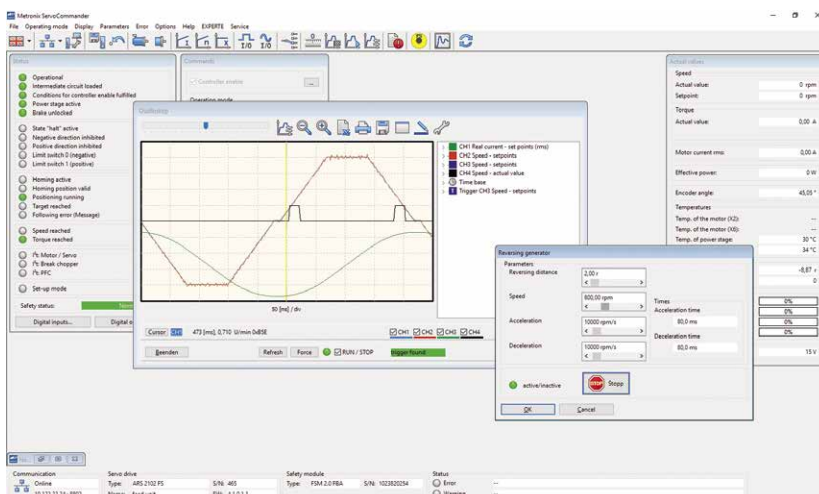 Metronix ServoCommander
File Operating mode Display Parameters Error Options Help EXPERTE Service
Status
Operational
Intermediate circuit loaded
Conditions for controller enable fulfilled
Power stage active
Brake unlocked
State "halt" active
Negative direction inhibited
Positive direction inhibited
Limit switch 0 (negative)
Limit switch 1 (positive)
Homing active
Homing position valid
Positioning running
Target reached
Following error (Message)
Speed reached
Torque reached
I²t: Motor / Servo
I²t: Break chopper
I²t: PFC
Set-up mode
Safety status:
Digital inputs...
Digital o
Commands
Controller enable
...
Operating mode
CH1 Real current - set points (rms)
CH2 Speed - setpoints
CH3 Speed - setpoints
CH4 Speed - actual value
Time base
Trigger CH3 Speed - setpoints
50 [ms] / div
Cursor CH1 473 [ms], 0,710 U/min 0xB5E
CH1 CH2 CH3 CH4
Beenden Refresh Force RUN / STOP trigger found
Reversing generator
Parameters
Reversing distance
2,00 r
Speed
600,00 rpm
Acceleration
10000 rpm/s
Deceleration
10000 rpm/s
Times
Acceleration time
80,0 ms
Deceleration time
80,0 ms
active/inactive
STOP Stopp
OK Cancel
Actual values
Speed
Actual value: 0 rpm
Setpoint: 0 rpm
Torque
Actual value: 0,00 A
Motor current rms: 0,00 A
Effective power: 0 W
Encoder angle: 45,05 °
Temperatures
Temp. of the motor (X2): ---
Temp. of the motor (X6): ---
Temp. of power stage: 30 °C
34 °C
-8,87 r
0
0%
0%
0%
0%
15 V
Communication
Online
Servo drive
Type: ARS 2102 FS S/N: 465
Safety module
Type: FSM 2.0 FBA S/N: 1023820254
Status
Error --
Warning --